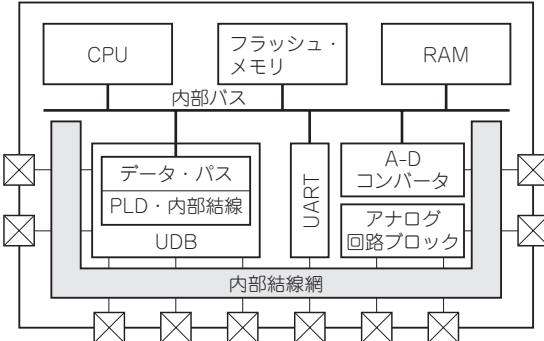 CPU
フラッシュ・
メモリ
RAM
内部バス
データ・パス
PLD・内部結線
UDB
UART
A-D
コンバータ
アナログ
回路ブロック
内部結線網